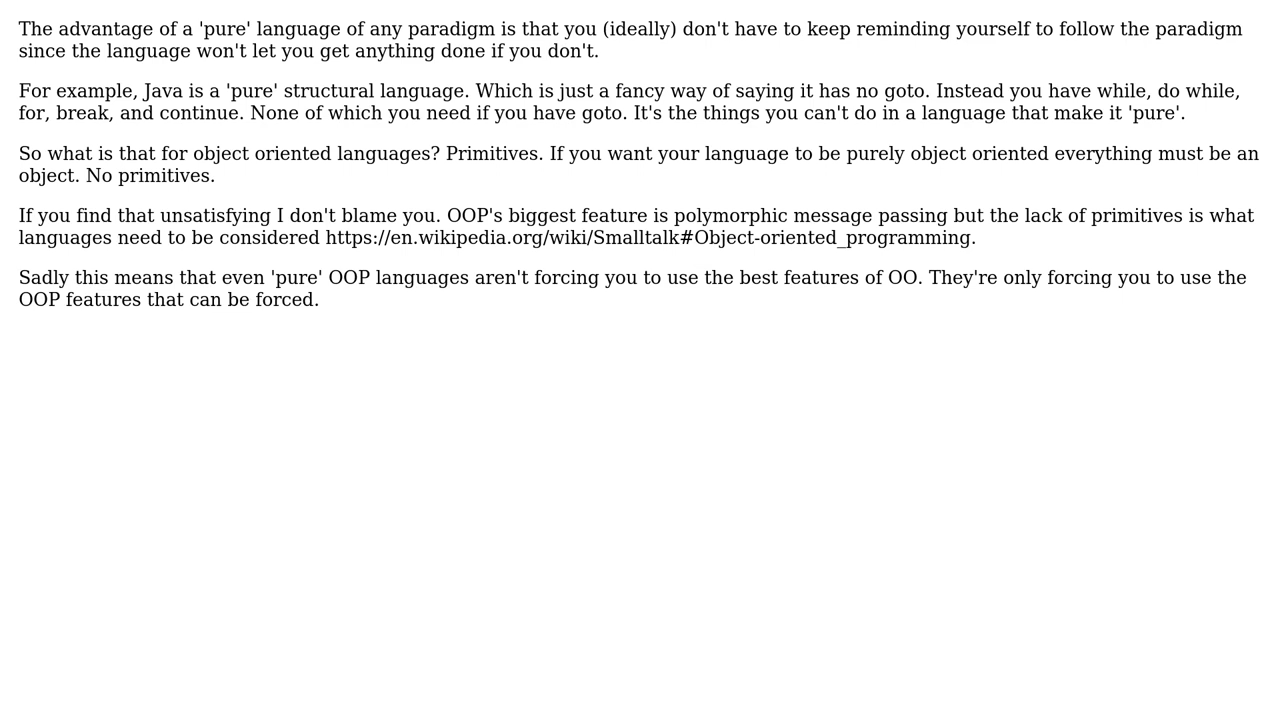 The advantage of a 'pure' language of any paradigm is that you (ideally) don't have to keep reminding yourself to follow the paradigm
since the language won't let you get anything done if you don't.
For example, Java is a 'pure' structural language. Which is just a fancy way of saying it has no goto. Instead you have while, do while,
for, break, and continue. None of which you need if you have goto. It's the things you can't do in a language that make it 'pure'.
So what is that for object oriented languages? Primitives. If you want your language to be purely object oriented everything must be an
object. No primitives.
If you find that unsatisfying I don't blame you. OOP's biggest feature is polymorphic message passing but the lack of primitives is what
languages need to be considered https://en.wikipedia.org/wiki/Smalltalk#Object-oriented_programming.
Sadly this means that even 'pure' OOP languages aren't forcing you to use the best features of OO. They're only forcing you to use the
OOP features that can be forced.